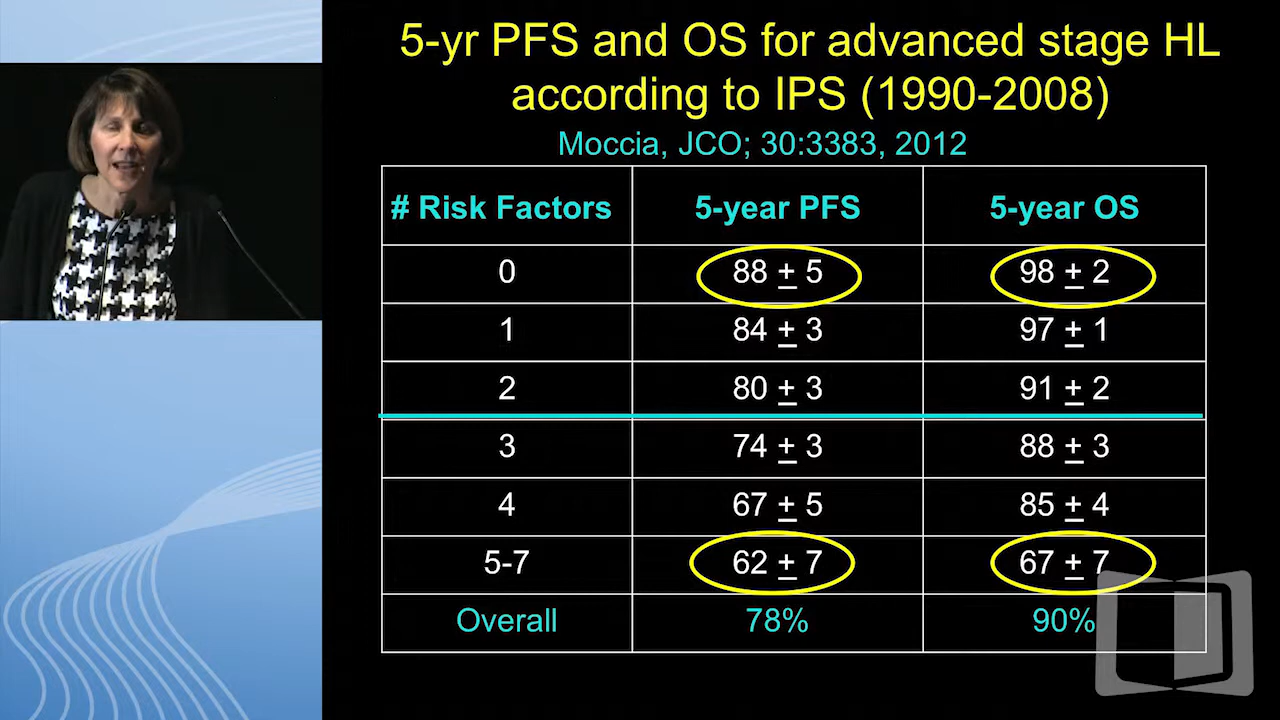 5-yr PFS and OS for advanced stage HL
according to IPS (1990-2008)
Moccia, JCO; 30:3383, 2012
# Risk Factors 5-year PFS 5-year OS
0 88 ± 5 98 ± 2
1 84 ± 3 97 ± 1
2 80 ± 3 91 ± 2
3 74 ± 3 88 ± 3
4 67 ± 5 85 ± 4
5-7 62 ± 7 67 ± 7
Overall 78% 90%